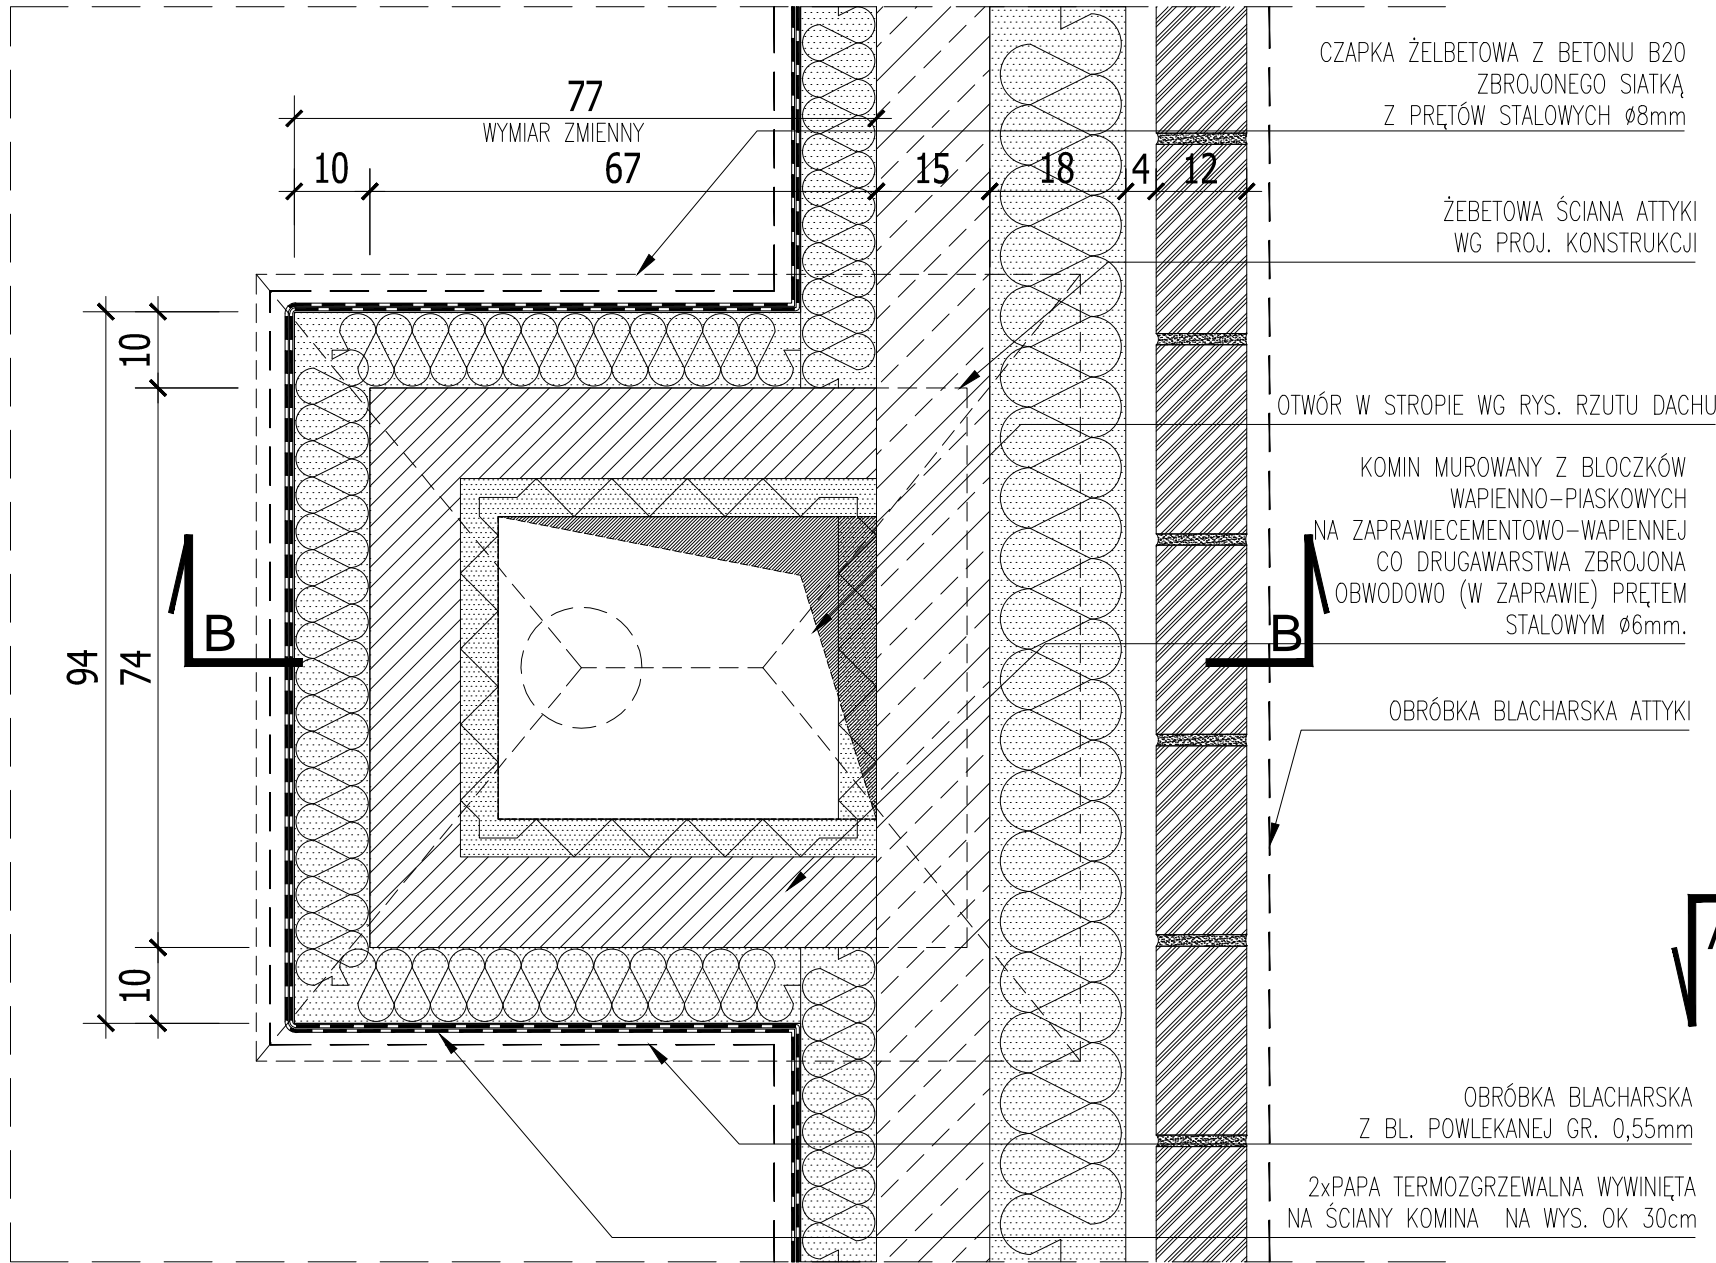 CZAPKA ŻELBETOWA Z BETONU B20
ZBROJONEGO SIATKĄ
Z PRĘTÓW STALOWYCH ø8mm
77
WYMIAR ZMIENNY
10 67 15 18 4 12
ŻEBETOWA ŚCIANA ATTYKI
WG PROJ. KONSTRUKCJI
10
OTWÓR W STROPIE WG RYS. RZUTU DACHU
KOMIN MUROWANY Z BLOCZKÓW
WAPIENNO-PIASKOWYCH
NA ZAPRAWIECEMENTOWO-WAPIENNEJ
CO DRUGAWARSTWA ZBROJONA
OBWODOWO (W ZAPRAWIE) PRĘTEM
STALOWYM ø6mm.
B B
94 74
OBRÓBKA BLACHARSKA ATTYKI
10
OBRÓBKA BLACHARSKA
Z BL. POWLEKANEJ GR. 0,55mm
2xPAPA TERMOZGRZEWALNA WYWINIĘTA
NA ŚCIANY KOMINA NA WYS. OK 30cm